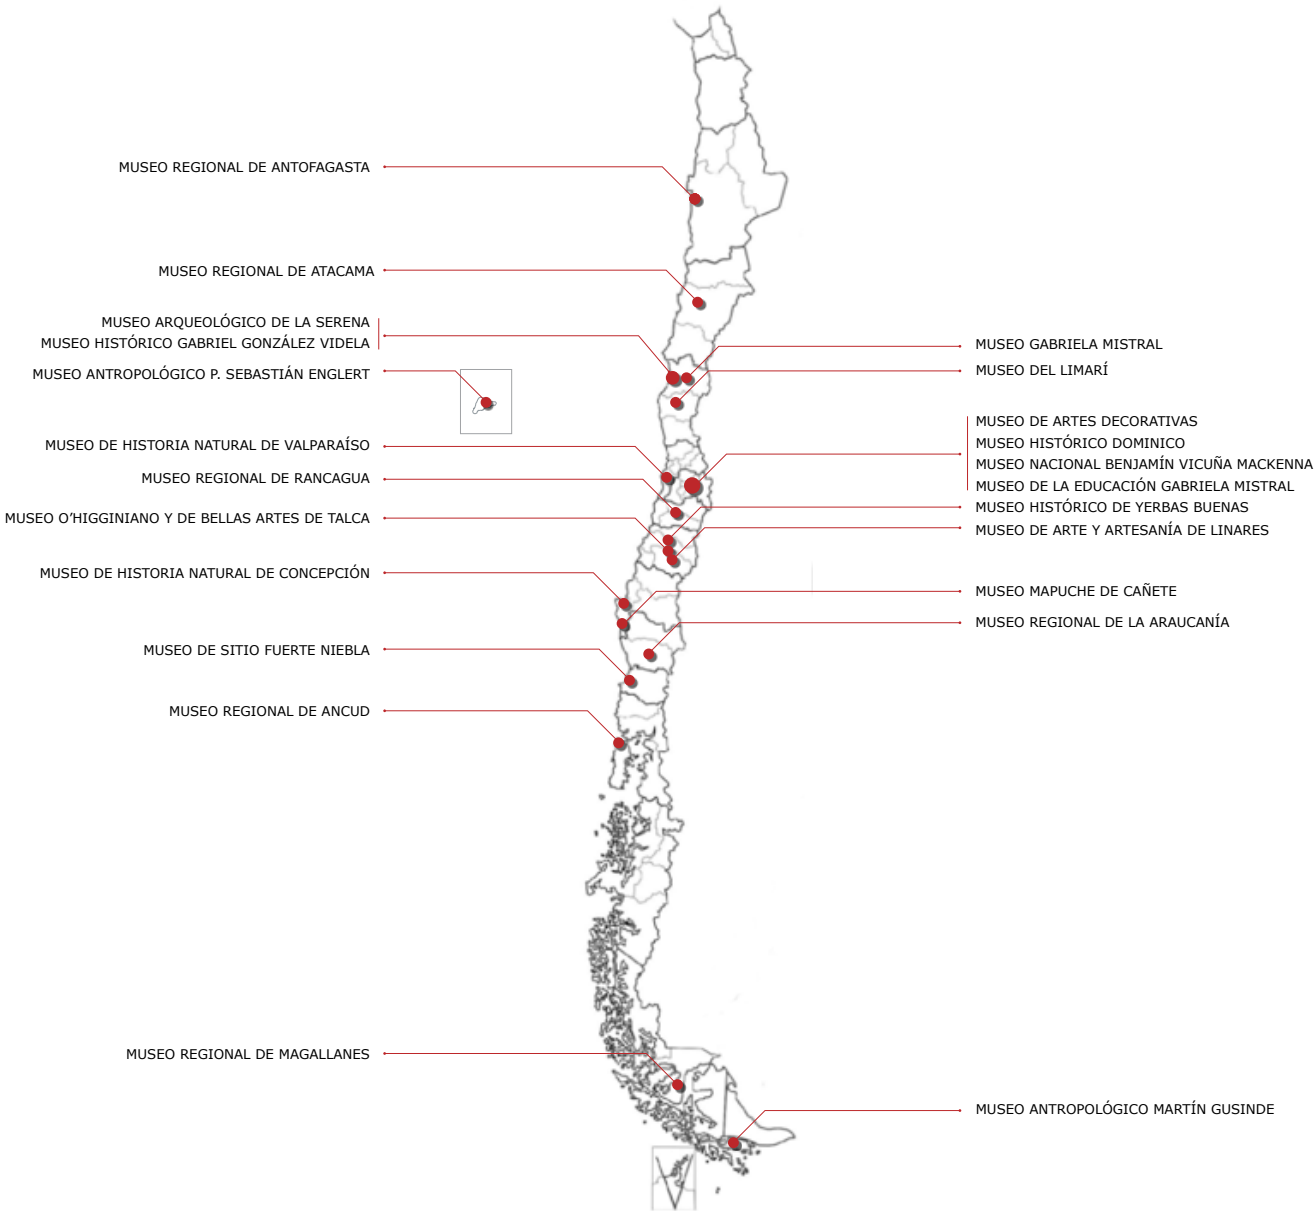 MUSEO REGIONAL DE ANTOFAGASTA
MUSEO REGIONAL DE ATACAMA
MUSEO ARQUEOLÓGICO DE LA SERENA
MUSEO HISTÓRICO GABRIEL GONZÁLEZ VIDELA
MUSEO ANTROPOLÓGICO P. SEBASTIÁN ENGLERT
MUSEO DE HISTORIA NATURAL DE VALPARAÍSO
MUSEO REGIONAL DE RANCAGUA
MUSEO O'HIGGINIANO Y DE BELLAS ARTES DE TALCA
MUSEO DE HISTORIA NATURAL DE CONCEPCIÓN
MUSEO DE SITIO FUERTE NIEBLA
MUSEO REGIONAL DE ANCUD
MUSEO REGIONAL DE MAGALLANES
MUSEO GABRIELA MISTRAL
MUSEO DEL LIMARÍ
MUSEO DE ARTES DECORATIVAS
MUSEO HISTÓRICO DOMINICO
MUSEO NACIONAL BENJAMÍN VICUÑA MACKENNA
MUSEO DE LA EDUCACIÓN GABRIELA MISTRAL
MUSEO HISTÓRICO DE YERBAS BUENAS
MUSEO DE ARTE Y ARTESANÍA DE LINARES
MUSEO MAPUCHE DE CAÑETE
MUSEO REGIONAL DE LA ARAUCANÍA
MUSEO ANTROPOLÓGICO MARTÍN GUSINDE